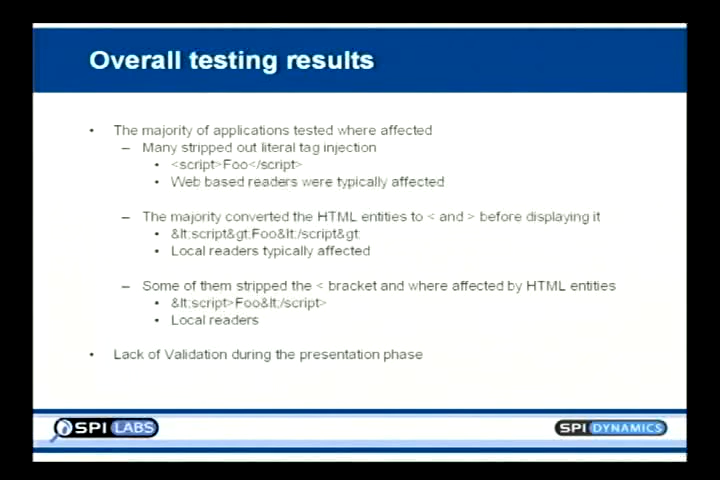 Overall testing results
• The majority of applications tested where affected
– Many stripped out literal tag injection
• <script>Foo</script>
• Web based readers were typically affected
– The majority converted the HTML entities to < and > before displaying it
• &lt;script&gt;Foo&lt;/script&gt;
• Local readers typically affected
– Some of them stripped the < bracket and where affected by HTML entities
• &lt;script>Foo&lt;/script>
• Local readers
• Lack of Validation during the presentation phase
SPI LABS
SPI DYNAMICS